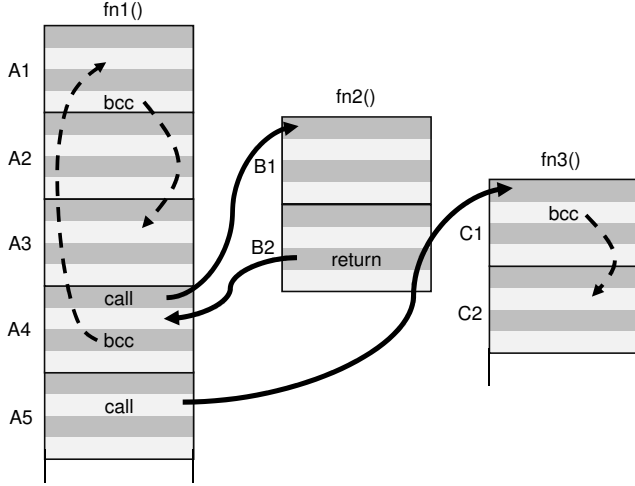 fn1()
A1
bcc
A2
A3
call
A4
bcc
A5
call
fn2()
B1
B2
return
fn3()
bcc
C1
C2